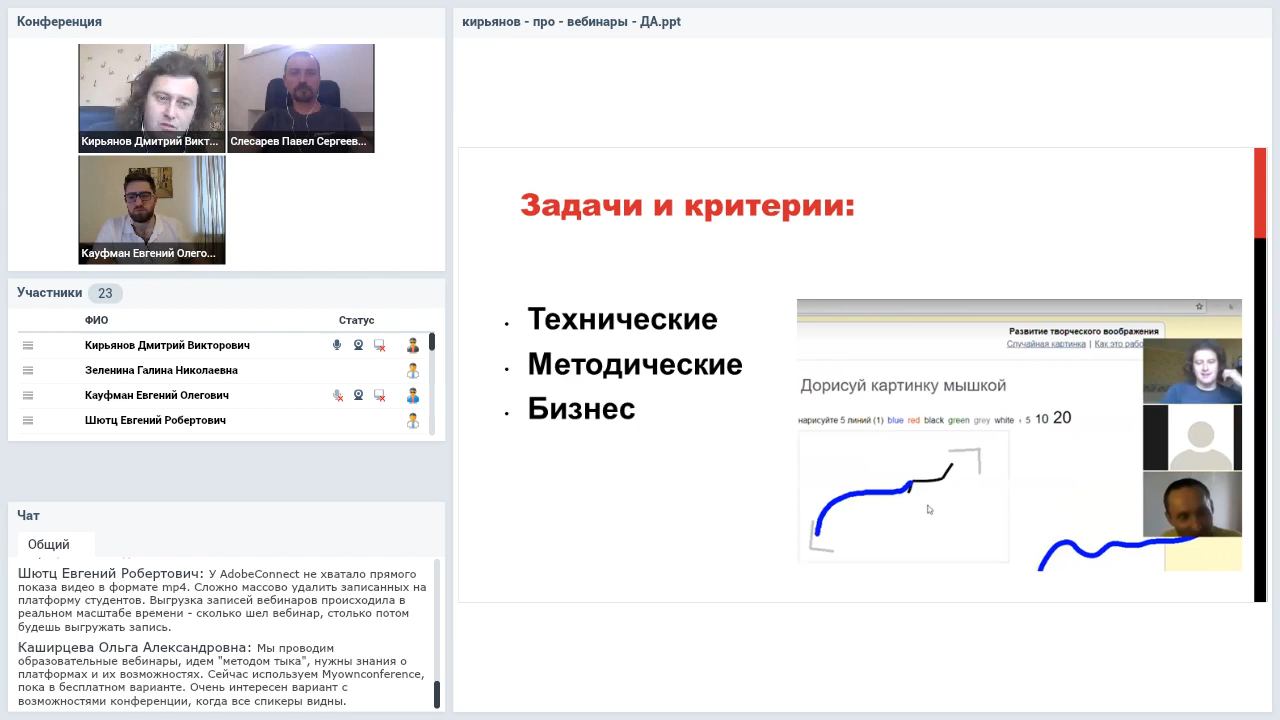 Конференция
Кирьянов Дмитрий Викт...
Слесарев Павел Сергеев...
Кауфман Евгений Олего...
Участники 23
ФИО Статус
Кирьянов Дмитрий Викторович
Зеленина Галина Николаевна
Кауфман Евгений Олегович
Шютц Евгений Робертович
Чат
Общий
Шютц Евгений Робертович: У AdobeConnect не хватало прямого
показа видео в формате mp4. Сложно массово удалить записанных на
платформу студентов. Выгрузка записей вебинаров происходила в
реальном масштабе времени - сколько шел вебинар, столько потом
будешь выгружать запись.
Каширцева Ольга Александровна: Мы проводим
образовательные вебинары, идем "методом тыка", нужны знания о
платформах и их возможностях. Сейчас используем Myownconference,
пока в бесплатном варианте. Очень интересен вариант с
возможностями конференции, когда все спикеры видны.
кирьянов - про - вебинары - ДА.ppt
Задачи и критерии:
• Технические
• Методические
• Бизнес
Развитие творческого воображения
Случайная картинка | Как это рабо
Дорисуй картинку мышкой
нарисуйте 5 линий (1) blue red black green grey white 5 10 20